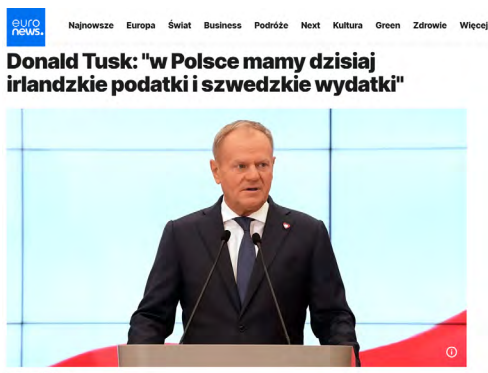 euro
news.
Najnowsze Europa Świat Business Podróże Next Kultura Green Zdrowie Więcej
Donald Tusk: "w Polsce mamy dzisiaj
irlandzkie podatki i szwedzkie wydatki"